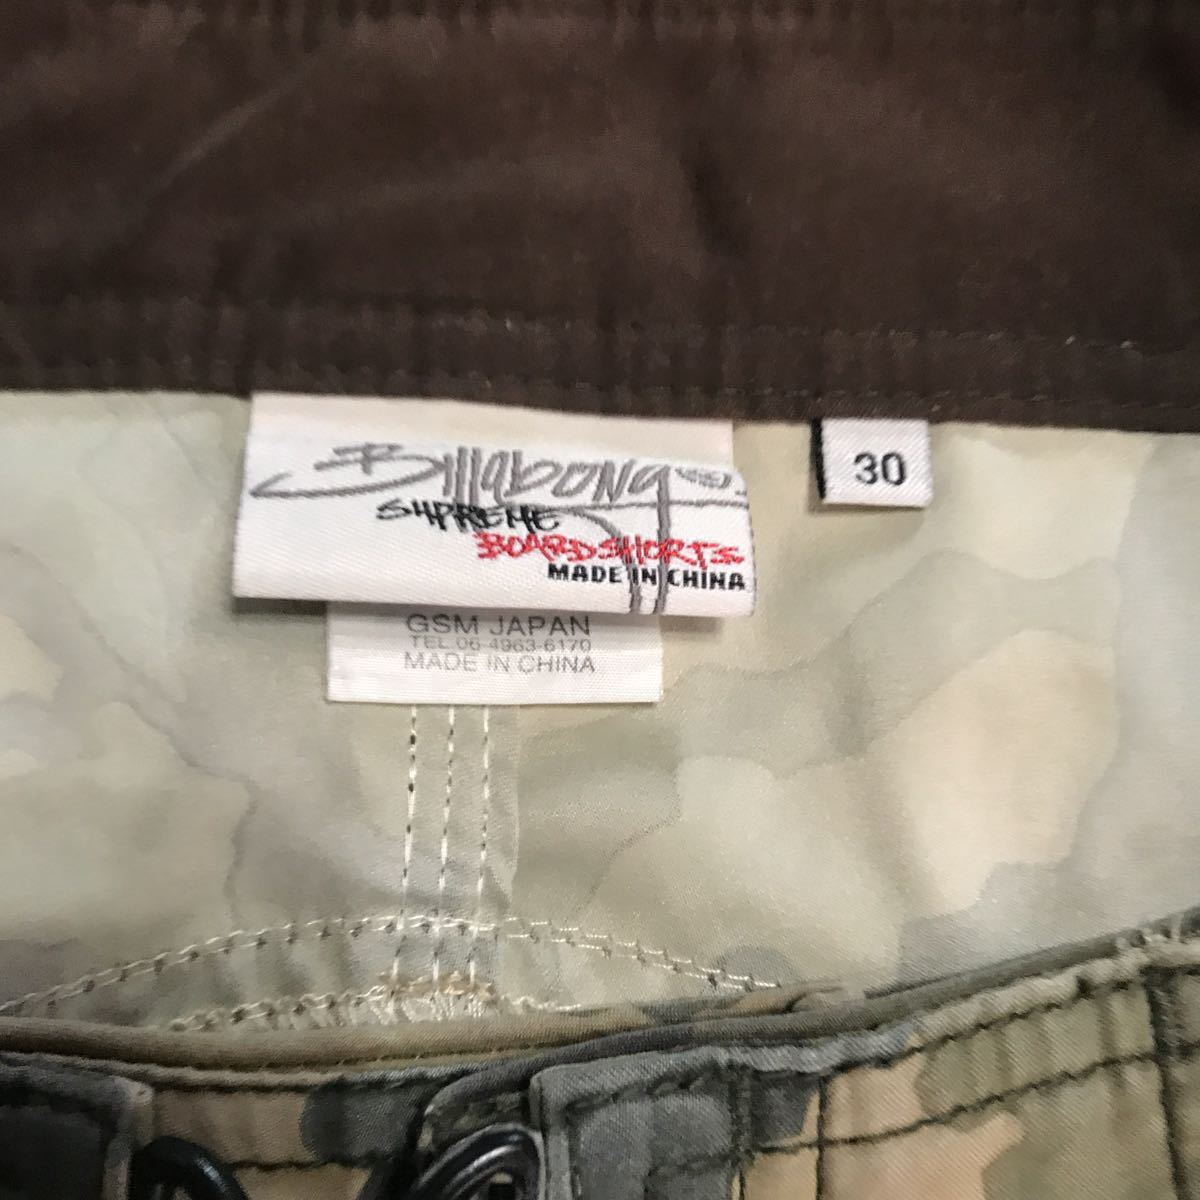 Billabong
SUPREME
BOARDSHORTS
MADE IN CHINA
30
GSM JAPAN
TEL 06-4963-6170
MADE IN CHINA